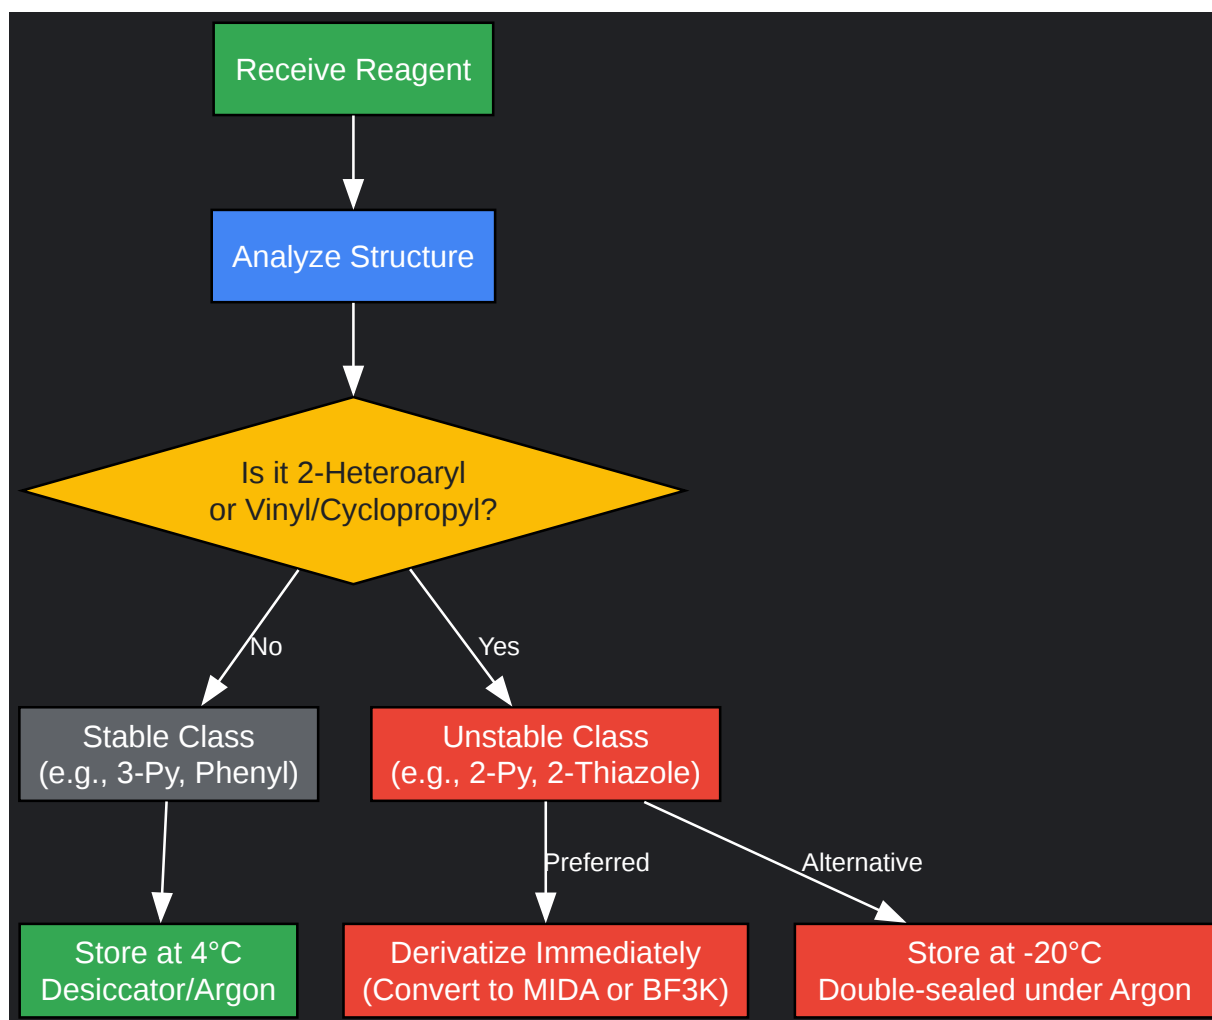 Receive Reagent
Analyze Structure
Is it 2-Heteroaryl
or Vinyl/Cyclopropyl?
No
Yes
Stable Class
(e.g., 3-Py, Phenyl)
Unstable Class
(e.g., 2-Py, 2-Thiazole)
Preferred
Alternative
Store at 4°C
Desiccator/Argon
Derivatize Immediately
(Convert to MIDA or BF3K)
Store at -20°C
Double-sealed under Argon